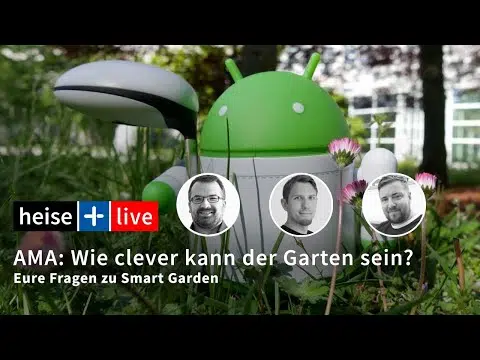 heise + live
AMA: Wie clever kann der Garten sein?
Eure Fragen zu Smart Garden